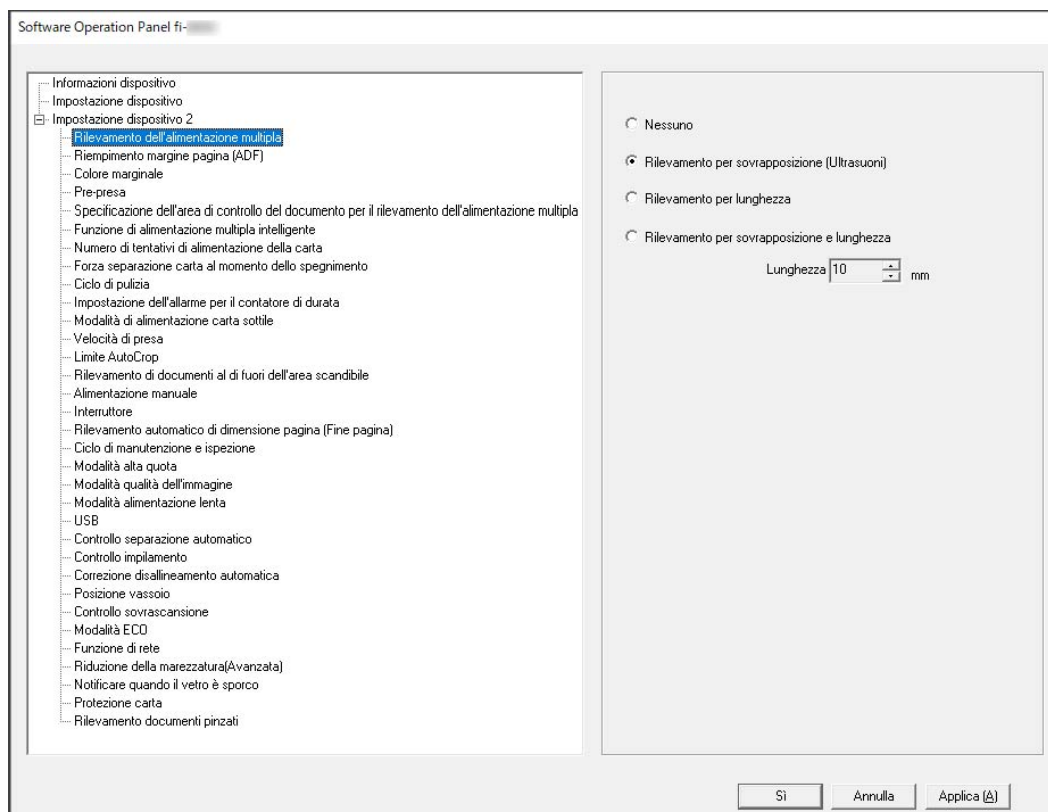 Software Operation Panel fi-
Informazioni dispositivo
Impostazione dispositivo
Impostazione dispositivo 2
Rilevamento dell'alimentazione multipla
Riempimento margine pagina (ADF)
Colore marginale
Pre-presa
Specificazione dell'area di controllo del documento per il rilevamento dell'alimentazione multipla
Funzione di alimentazione multipla intelligente
Numero di tentativi di alimentazione della carta
Forza separazione carta al momento dello spegnimento
Ciclo di pulizia
Impostazione dell'allarme per il contatore di durata
Modalità di alimentazione carta sottile
Velocità di presa
Limite AutoCrop
Rilevamento di documenti al di fuori dell'area scandibile
Alimentazione manuale
Interruttore
Rilevamento automatico di dimensione pagina (Fine pagina)
Ciclo di manutenzione e ispezione
Modalità alta quota
Modalità qualità dell'immagine
Modalità alimentazione lenta
USB
Controllo separazione automatico
Controllo impilamento
Correzione disallineamento automatica
Posizione vassoio
Controllo sovrascansione
Modalità ECO
Funzione di rete
Riduzione della marezzatura(Avanzata)
Notificare quando il vetro è sporco
Protezione carta
Rilevamento documenti pinzati
Nessuno
Rilevamento per sovrapposizione (Ultrasuoni)
Rilevamento per lunghezza
Rilevamento per sovrapposizione e lunghezza
Lunghezza 10 mm
Sì Annulla Applica (A)